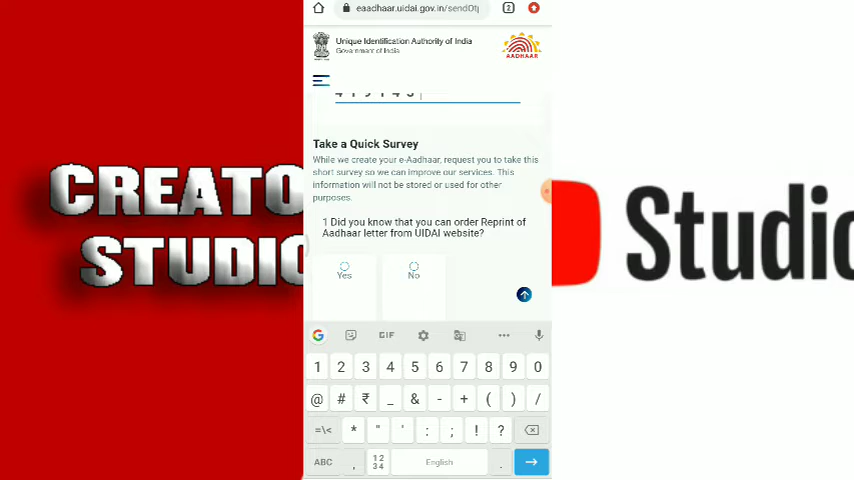 eaadhaar.uidai.gov.in/sendOt
2
Unique Identification Authority of India
Government of India
AADHAAR
Take a Quick Survey
While we create your e-Aadhaar, request you to take this
short survey so we can improve our services. This
information will not be stored or used for other
purposes.
1 Did you know that you can order Reprint of
Aadhaar letter from UIDAI website?
Yes
No
CREATO
STUDIO
Studio
G
GIF
1 2 3 4 5 6 7 8 9 0
@ # ₹ _ & - + ( ) /
=\< * " ' : ; ! ?
ABC , 12 34 English .